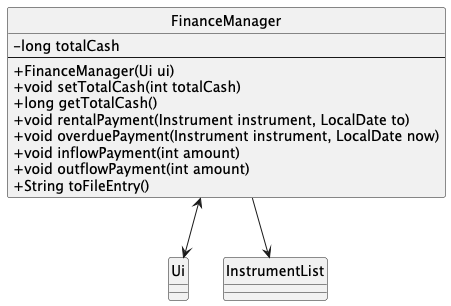 FinanceManager
-long totalCash
+FinanceManager(Ui ui)
+void setTotalCash(int totalCash)
+long getTotalCash()
+void rentalPayment(Instrument instrument, LocalDate to)
+void overduePayment(Instrument instrument, LocalDate now)
+void inflowPayment(int amount)
+void outflowPayment(int amount)
+String toFileEntry()
Ui
InstrumentList